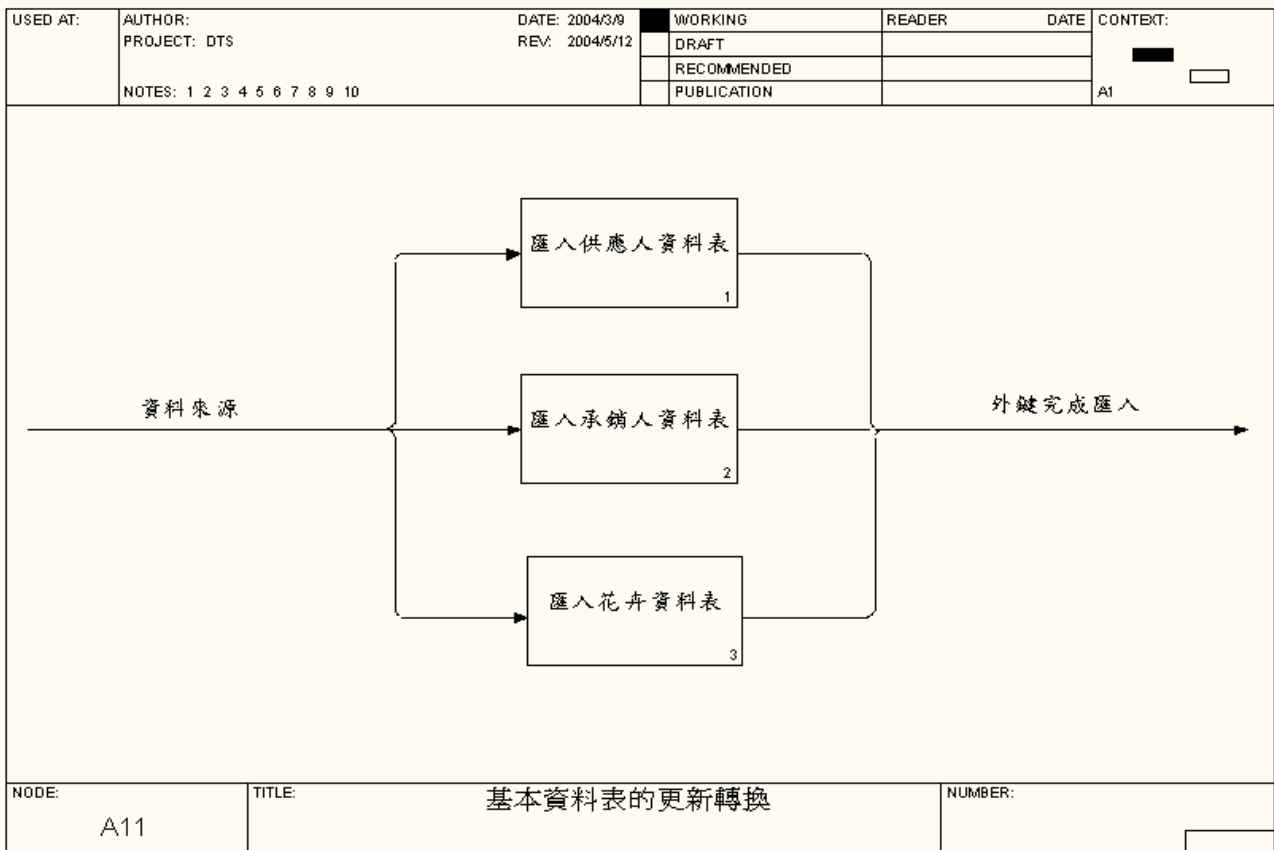 USED AT:
AUTHOR:
DATE: 2004/3/9
PROJECT: DTS
REV: 2004/5/12
NOTES: 1 2 3 4 5 6 7 8 9 10
WORKING
DRAFT
RECOMMENDED
PUBLICATION
READER DATE
CONTEXT:
A1
匯入供應人資料表
1
資料來源
匯入承銷人資料表
2
外鍵完成匯入
匯入花卉資料表
3
NODE:
A11
TITLE:
基本資料表的更新轉換
NUMBER: